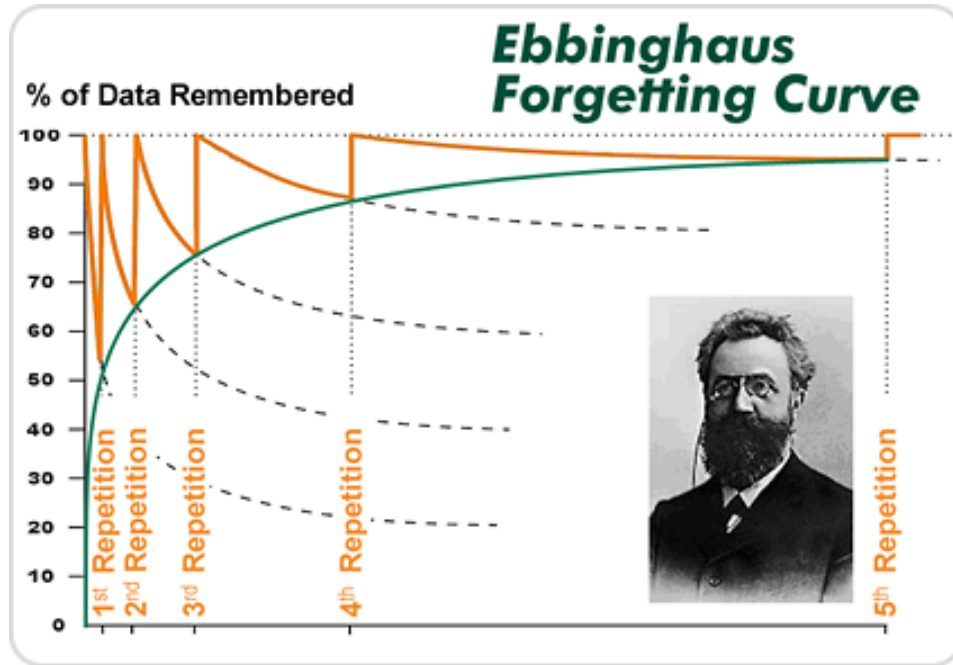 Ebbinghaus
Forgetting Curve
% of Data Remembered
100
90
80
70
60
50
40
30
20
10
0
1st Repetition
2nd Repetition
3rd Repetition
4th Repetition
5th Repetition